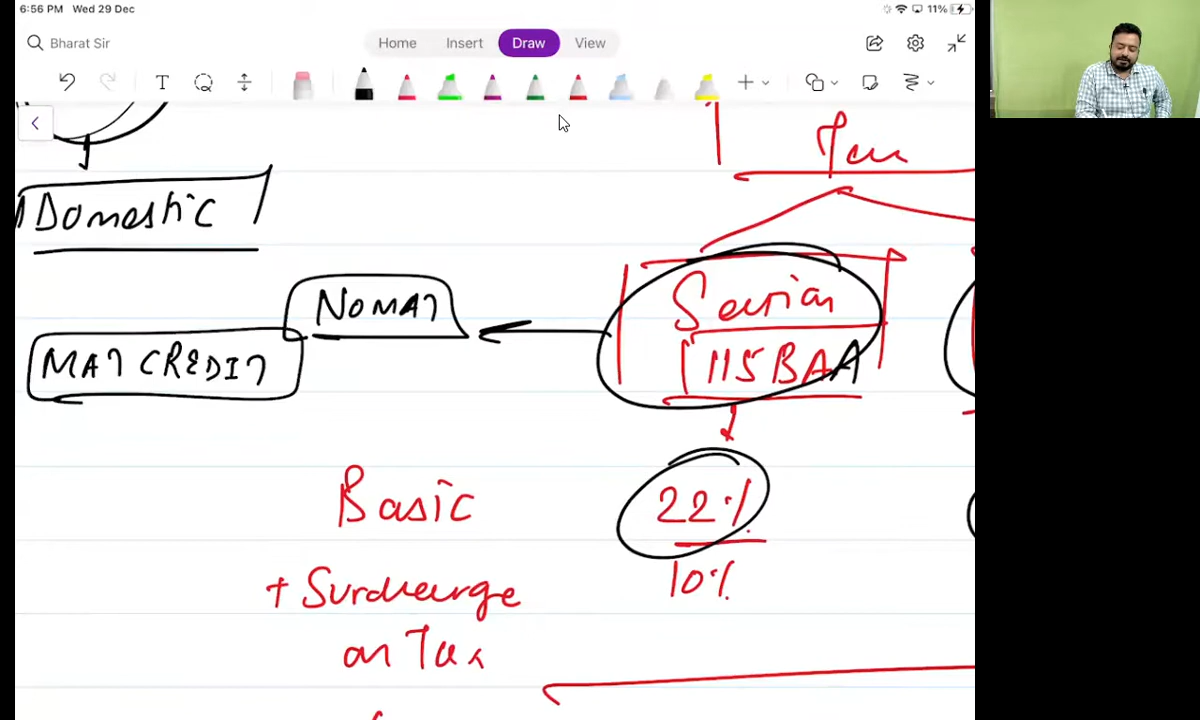 6:56 PM Wed 29 Dec
11%
Bharat Sir
Home Insert Draw View
T
Domestic
NOMAT
MAT CREDIT
Section
115BAA
Basic
22%
+ Surcharge
10%
on Tax